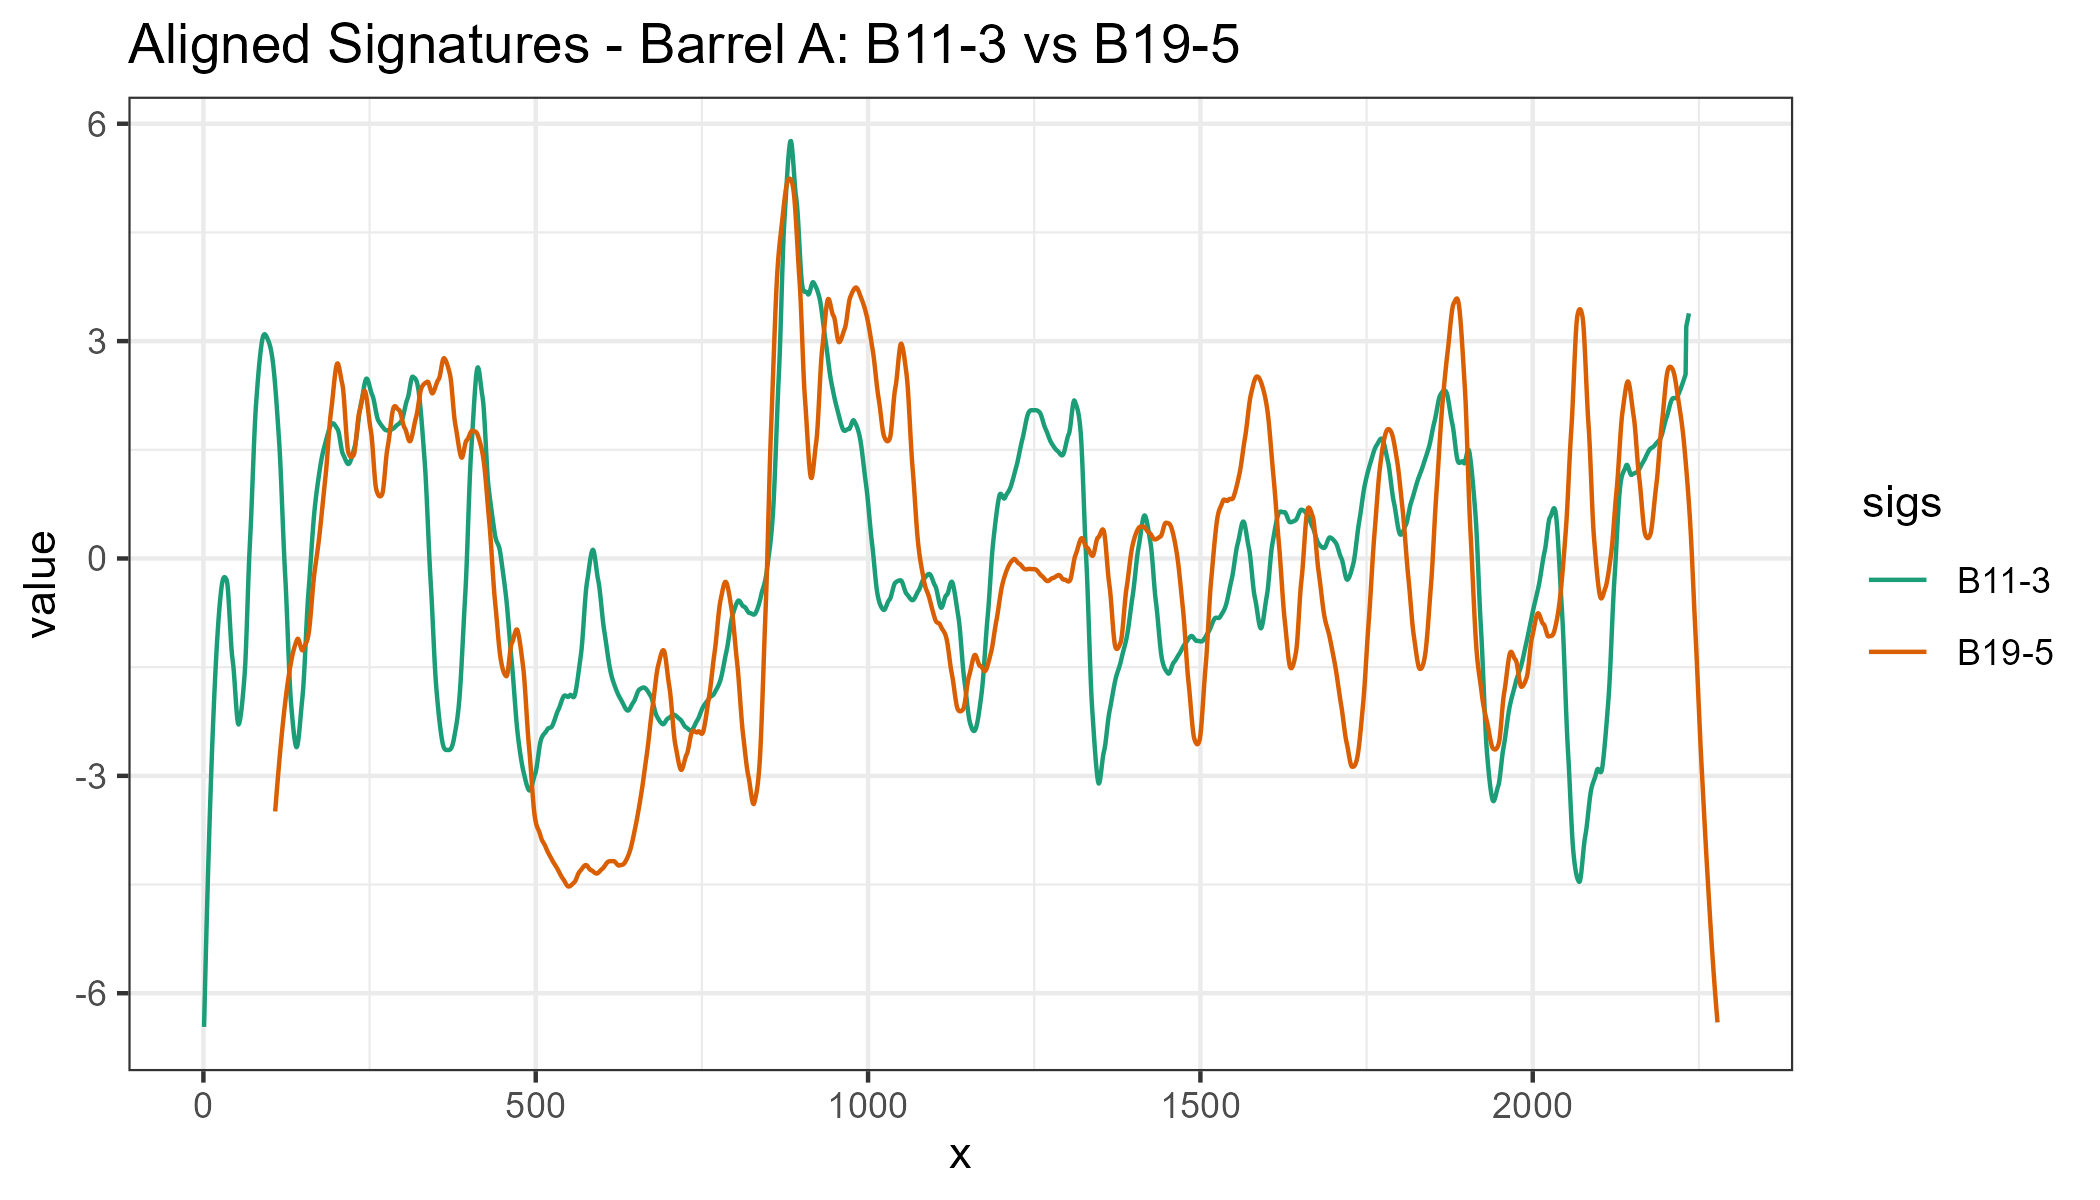 Aligned Signatures - Barrel A: B11-3 vs B19-5
6
3
0
-3
-6
value
0 500 1000 1500 2000
x
sigs
B11-3
B19-5